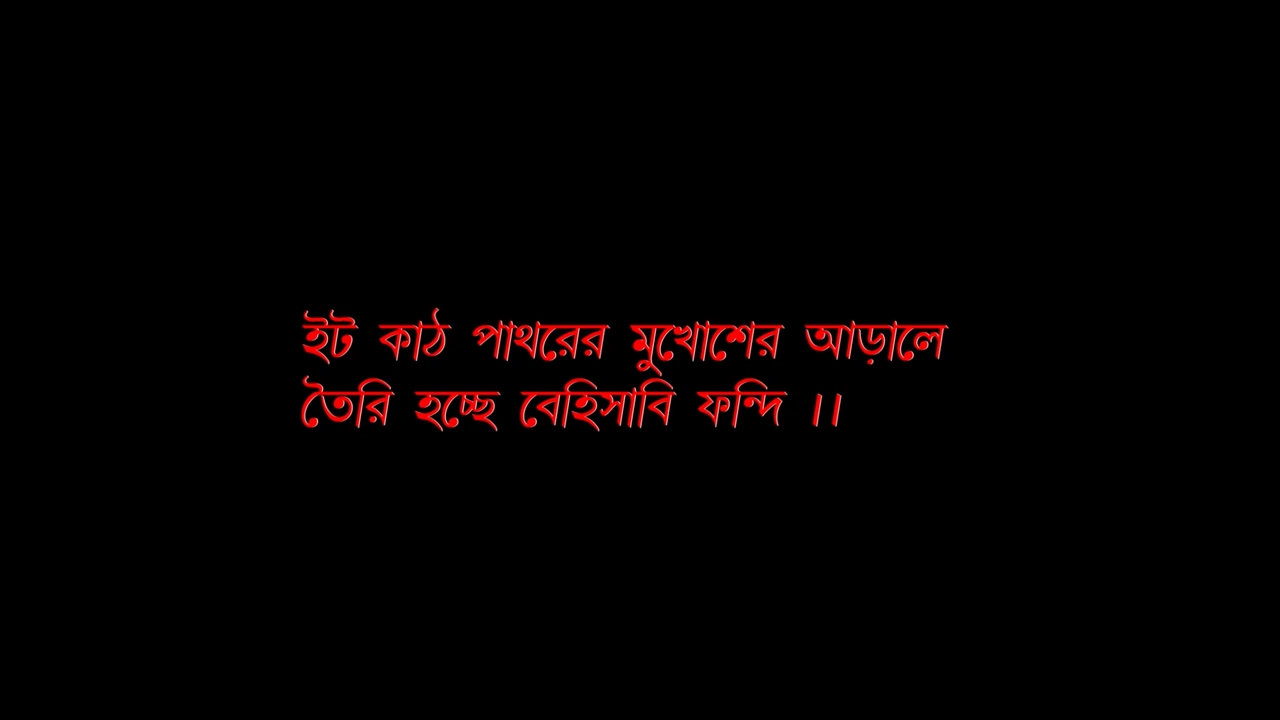 ইট কাঠ পাথরের মুখোশের আড়ালে
তৈরি হচ্ছে বেহিসাবি ফন্দি ।।